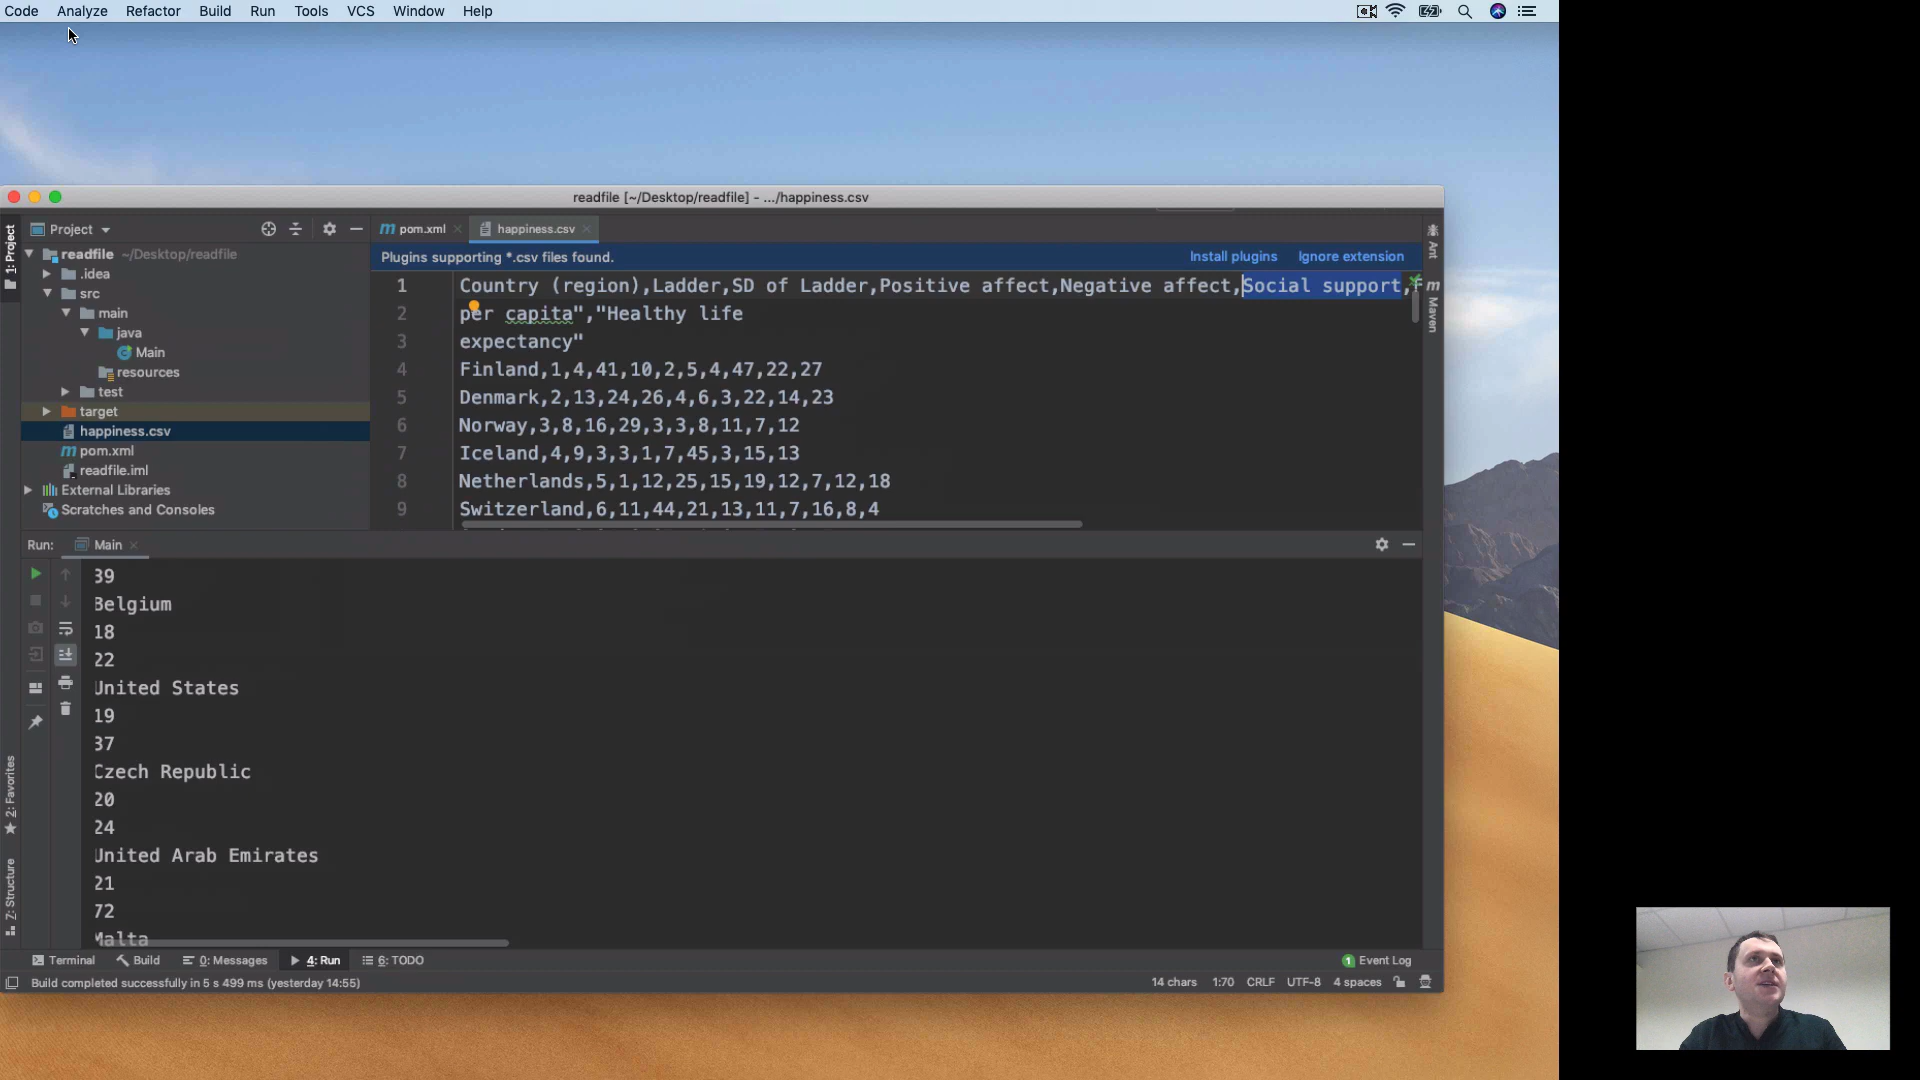 Code Analyze Refactor Build Run Tools VCS Window Help
readfile [~/Desktop/readfile] - .../happiness.csv
1: Project
Project
pom.xml
happiness.csv
Ant
Maven
readfile ~/Desktop/readfile
.idea
src
main
java
Main
resources
test
target
happiness.csv
pom.xml
readfile.iml
External Libraries
Scratches and Consoles
Plugins supporting *.csv files found.
Install plugins
Ignore extension
1 Country (region),Ladder,SD of Ladder,Positive affect,Negative affect,Social support,F
2 per capita","Healthy life
3 expectancy"
4 Finland,1,4,41,10,2,5,4,47,22,27
5 Denmark,2,13,24,26,4,6,3,22,14,23
6 Norway,3,8,16,29,3,3,8,11,7,12
7 Iceland,4,9,3,3,1,7,45,3,15,13
8 Netherlands,5,1,12,25,15,19,12,7,12,18
9 Switzerland,6,11,44,21,13,11,7,16,8,4
Run:
Main
39
Belgium
18
22
United States
19
37
Czech Republic
20
24
United Arab Emirates
21
72
Malta
2: Favorites
7: Structure
Terminal
Build
0: Messages
4: Run
6: TODO
1 Event Log
Build completed successfully in 5 s 499 ms (yesterday 14:55)
14 chars
1:70
CRLF
UTF-8
4 spaces